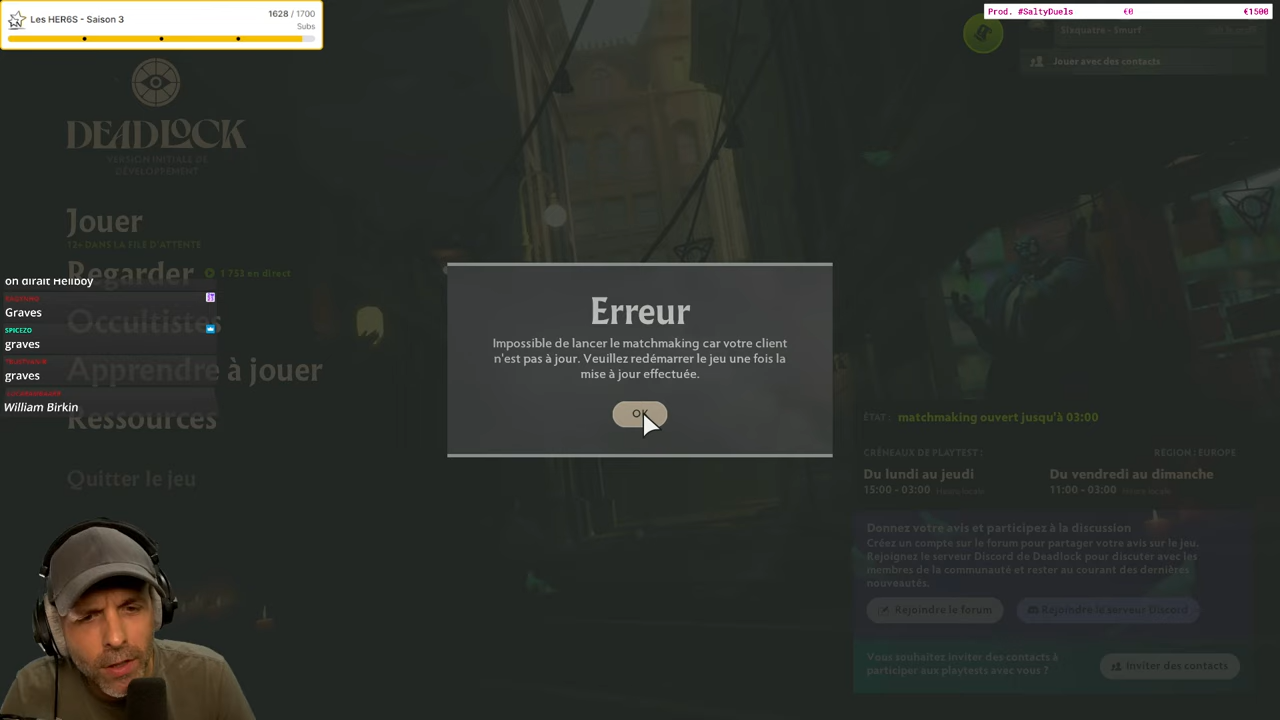 Les HER6S - Saison 3
1628 / 1700
Subs
Prod. #SaltyDuels €0 €1500
Slaquatre - Smurf
Jouer avec des contacts
DEADLOCK
VERSION INITIALE DE
DÉVELOPPEMENT
Jouer
12+ DANS LA FILE D'ATTENTE
Regarder
1 753 en direct
Occultistes
Apprendre à jouer
Ressources
Quitter le jeu
on dirait Hellboy
Graves
SPICEZO
graves
graves
William Birkin
Erreur
Impossible de lancer le matchmaking car votre client
n'est pas à jour. Veuillez redémarrer le jeu une fois la
mise à jour effectuée.
OK
ÉTAT : matchmaking ouvert jusqu'à 03:00
CRÉNEAUX DE PLAYTEST :
RÉGION : EUROPE
Du lundi au jeudi
15:00 - 03:00 Heure locale
Du vendredi au dimanche
11:00 - 03:00 Heure locale
Donnez votre avis et participez à la discussion
Créez un compte sur le forum pour partager votre avis sur le jeu.
Rejoignez le serveur Discord de Deadlock pour discuter avec les
membres de la communauté et rester au courant des dernières
nouveautés.
Rejoindre le forum
Rejoindre le serveur Discord
Vous souhaitez inviter des contacts à
participer aux playtests avec vous ?
Inviter des contacts